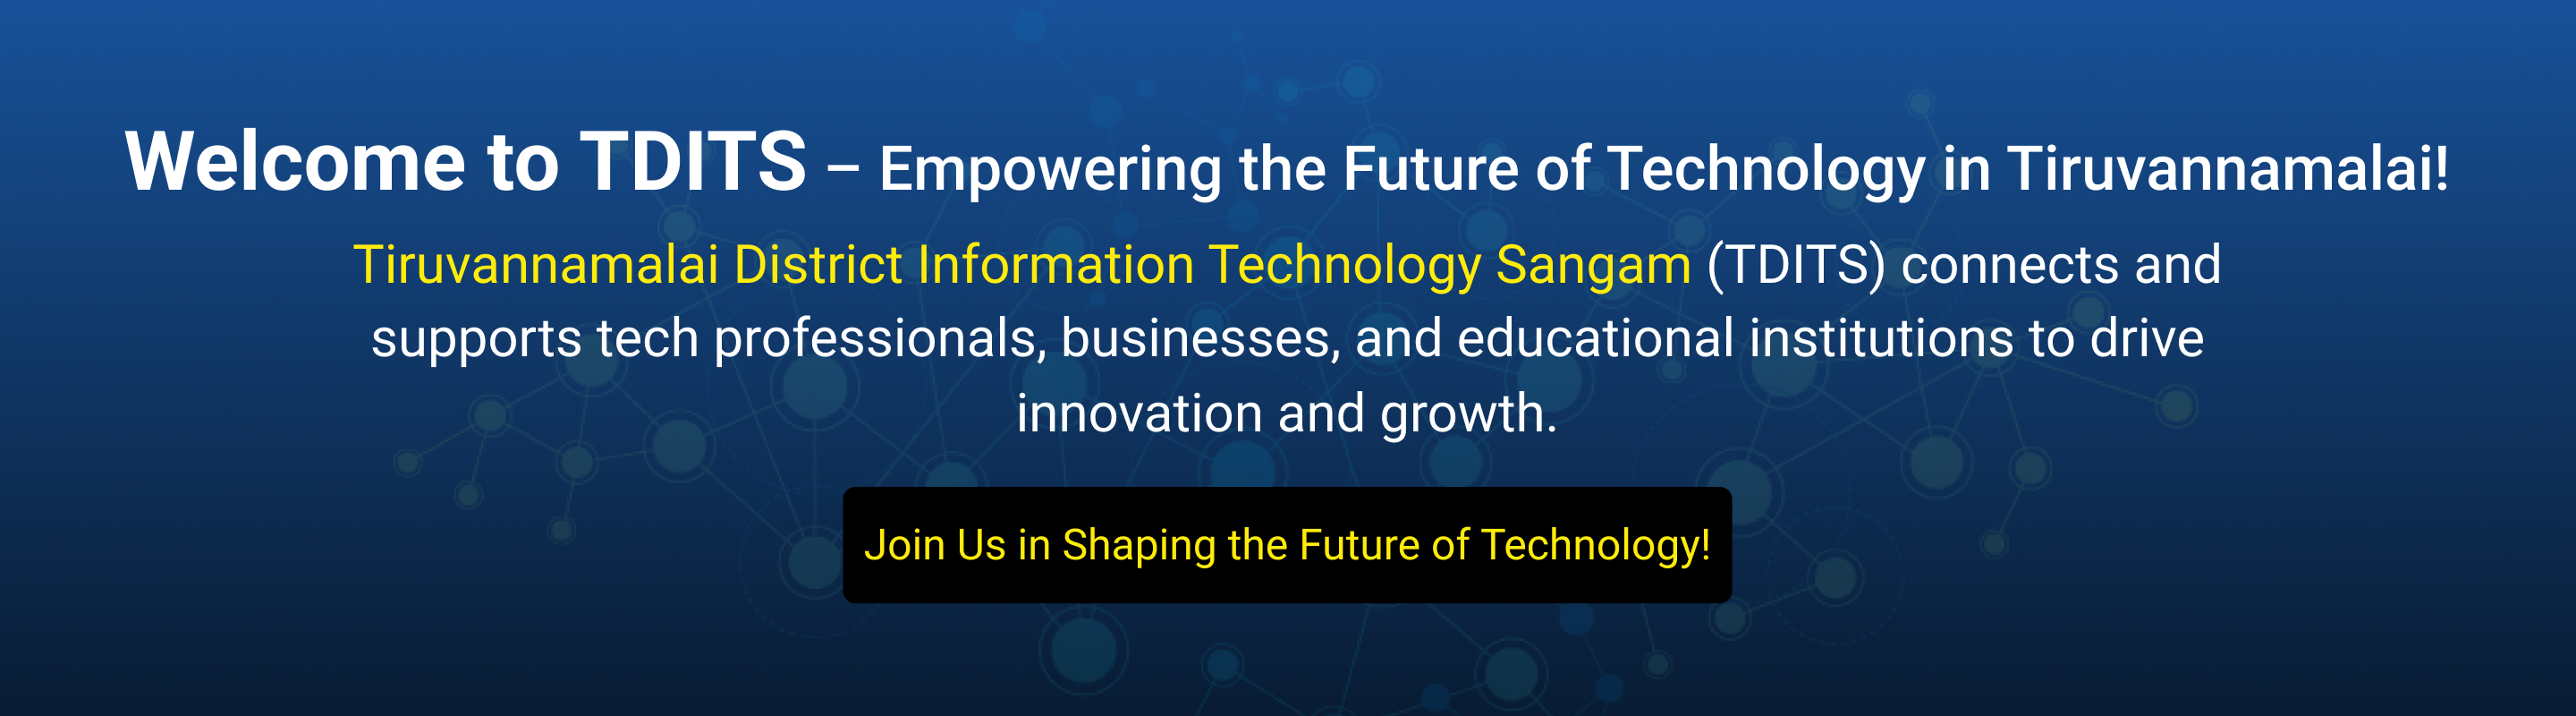 Welcome to TDITS – Empowering the Future of Technology in Tiruvannamalai!
Tiruvannamalai District Information Technology Sangam (TDITS) connects and
supports tech professionals, businesses, and educational institutions to drive
innovation and growth.
Join Us in Shaping the Future of Technology!